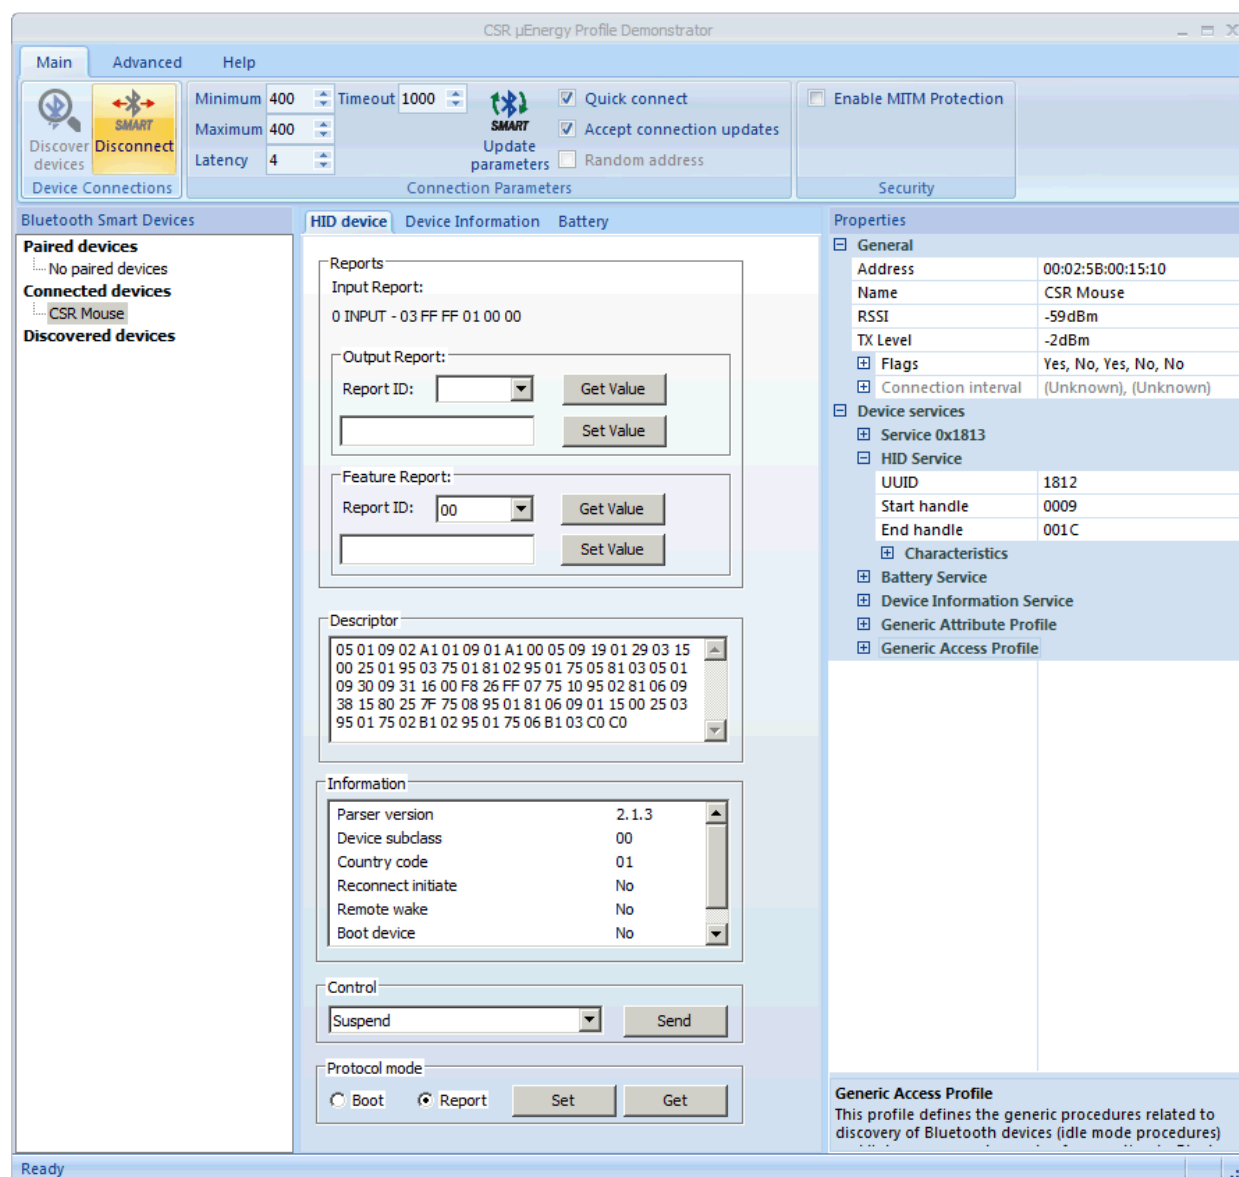 CSR µEnergy Profile Demonstrator
Main Advanced Help
Discover devices
SMART
Disconnect
Device Connections
Minimum 400
Maximum 400
Latency 4
Timeout 1000
SMART
Update parameters
Quick connect
Accept connection updates
Random address
Connection Parameters
Enable MITM Protection
Security
Bluetooth Smart Devices
Paired devices
No paired devices
Connected devices
CSR Mouse
Discovered devices
HID device Device Information Battery
Reports
Input Report:
0 INPUT - 03 FF FF 01 00 00
Output Report:
Report ID: Get Value
Set Value
Feature Report:
Report ID: 00 Get Value
Set Value
Descriptor
05 01 09 02 A1 01 09 01 A1 00 05 09 19 01 29 03 15
00 25 01 95 03 75 01 81 02 95 01 75 05 81 03 05 01
09 30 09 31 16 00 F8 26 FF 07 75 10 95 02 81 06 09
38 15 80 25 7F 75 08 95 01 81 06 09 01 15 00 25 03
95 01 75 02 B1 02 95 01 75 06 B1 03 C0 C0
Information
Parser version 2.1.3
Device subclass 00
Country code 01
Reconnect initiate No
Remote wake No
Boot device No
Control
Suspend Send
Protocol mode
Boot Report Set Get
Properties
General
Address 00:02:5B:00:15:10
Name CSR Mouse
RSSI -59dBm
TX Level -2dBm
Flags Yes, No, Yes, No, No
Connection interval (Unknown), (Unknown)
Device services
Service 0x1813
HID Service
UUID 1812
Start handle 0009
End handle 001C
Characteristics
Battery Service
Device Information Service
Generic Attribute Profile
Generic Access Profile
Generic Access Profile
This profile defines the generic procedures related to
discovery of Bluetooth devices (idle mode procedures)
Ready